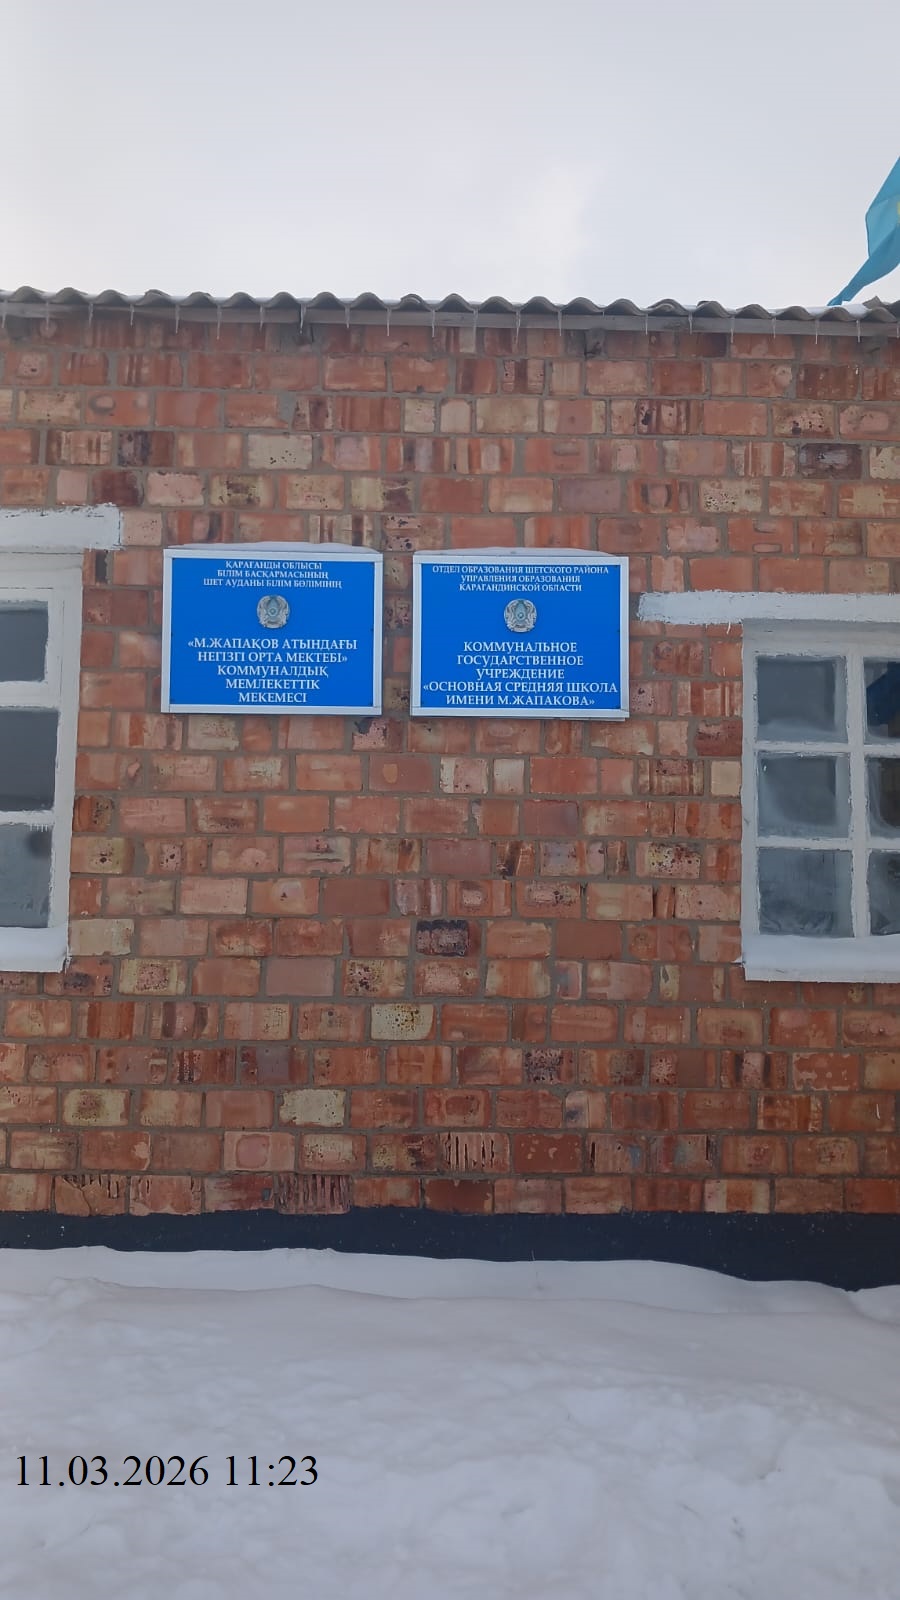 ҚАРАҒАНДЫ ОБЛЫСЫ
БІЛІМ БАСҚАРМАСЫНЫҢ
ШЕТ АУДАНЫ БІЛІМ БӨЛІМІНІҢ
«М.ЖАПАҚОВ АТЫНДАҒЫ
НЕГІЗГІ ОРТА МЕКТЕБІ»
КОММУНАЛДЫҚ
МЕМЛЕКЕТТІК
МЕКЕМЕСІ
ОТДЕЛ ОБРАЗОВАНИЯ ШЕТСКОГО РАЙОНА
УПРАВЛЕНИЯ ОБРАЗОВАНИЯ
КАРАГАНДИНСКОЙ ОБЛАСТИ
КОММУНАЛЬНОЕ
ГОСУДАРСТВЕННОЕ
УЧРЕЖДЕНИЕ
«ОСНОВНАЯ СРЕДНЯЯ ШКОЛА
ИМЕНИ М.ЖАПАКОВА»
11.03.2026 11:23